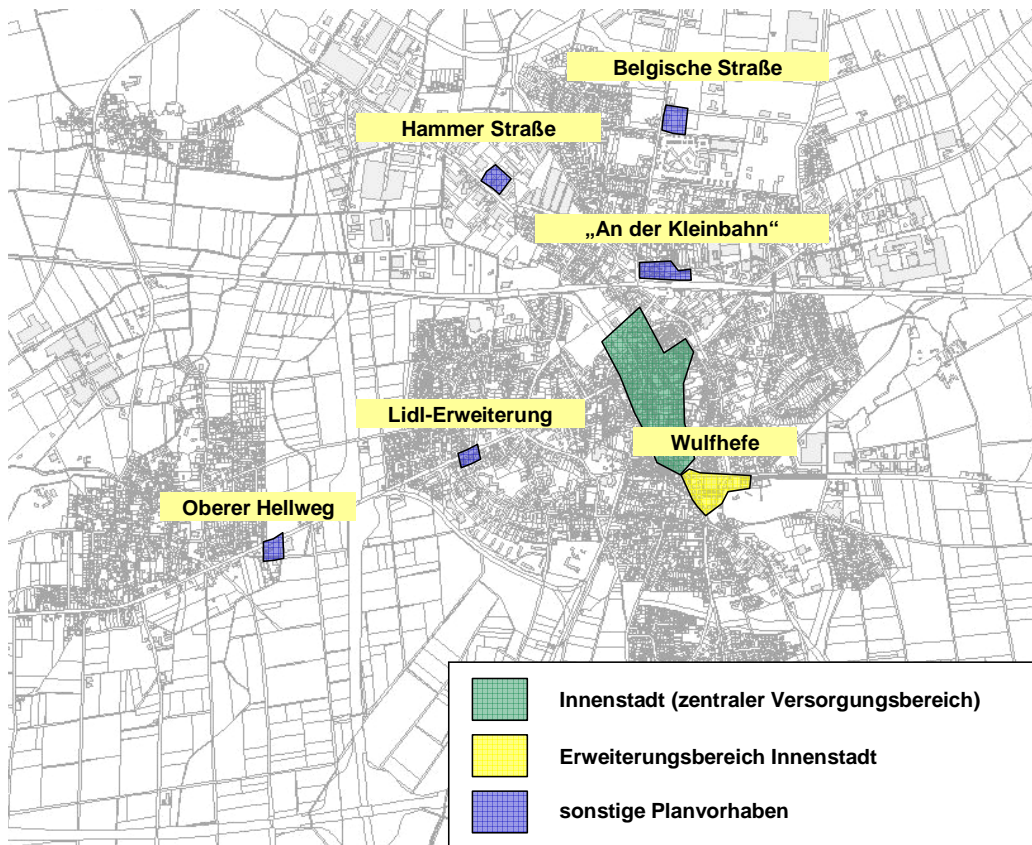 Belgische Straße
Hammer Straße
„An der Kleinbahn“
Lidl-Erweiterung
Wulfhefe
Oberer Hellweg
Innenstadt (zentraler Versorgungsbereich)
Erweiterungsbereich Innenstadt
sonstige Planvorhaben